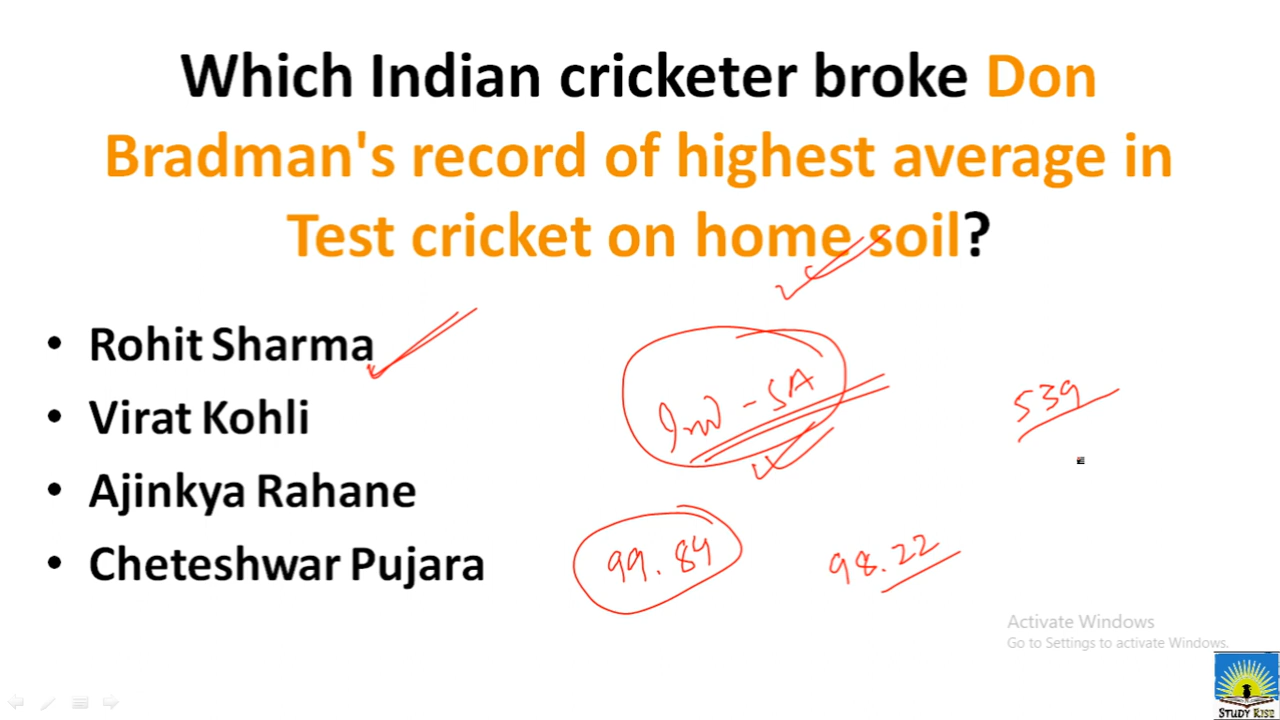 Which Indian cricketer broke Don
Bradman's record of highest average in
Test cricket on home soil?
• Rohit Sharma
• Virat Kohli
• Ajinkya Rahane
• Cheteshwar Pujara
Ind - SA
539
99.84
98.22
Activate Windows
Go to Settings to activate Windows.
STUDY RISE